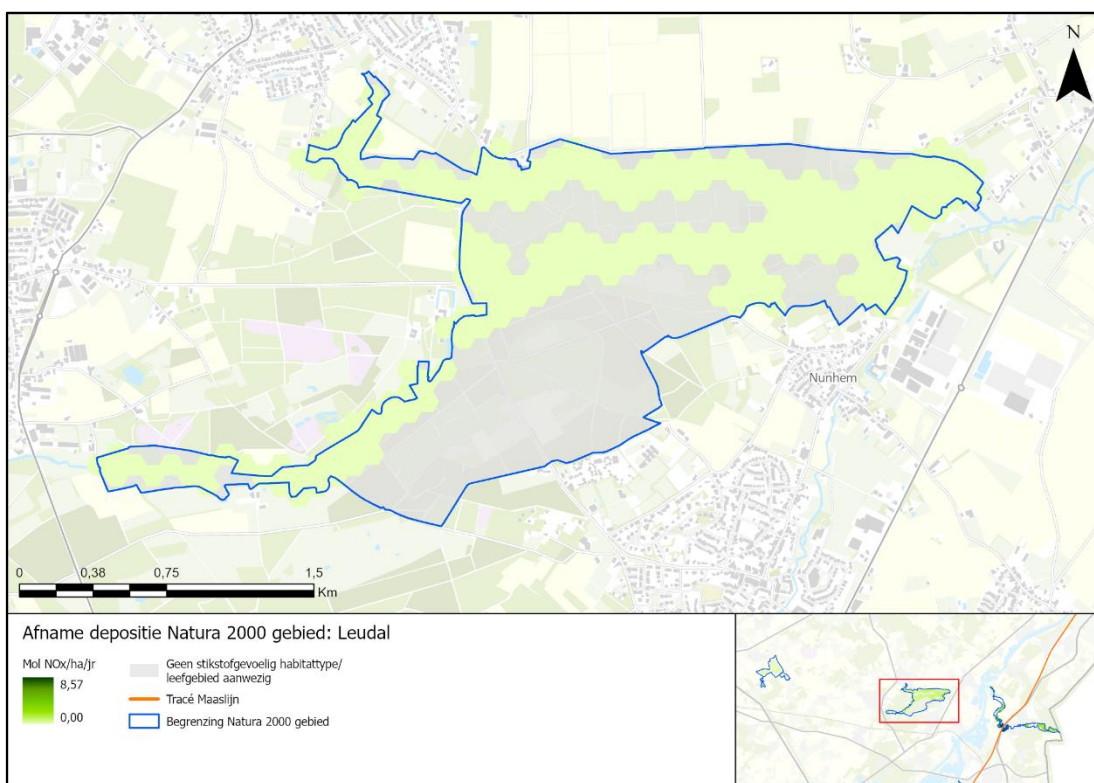 N
Nunhem
0
0,38
0,75
1,5
Km
Afname depositie Natura 2000 gebied: Leudal
Mol NOx/ha/jr
8,57
0,00
Geen stikstofgevoelig habitattype/
leefgebied aanwezig
Tracé Maaslijn
Begrenzing Natura 2000 gebied